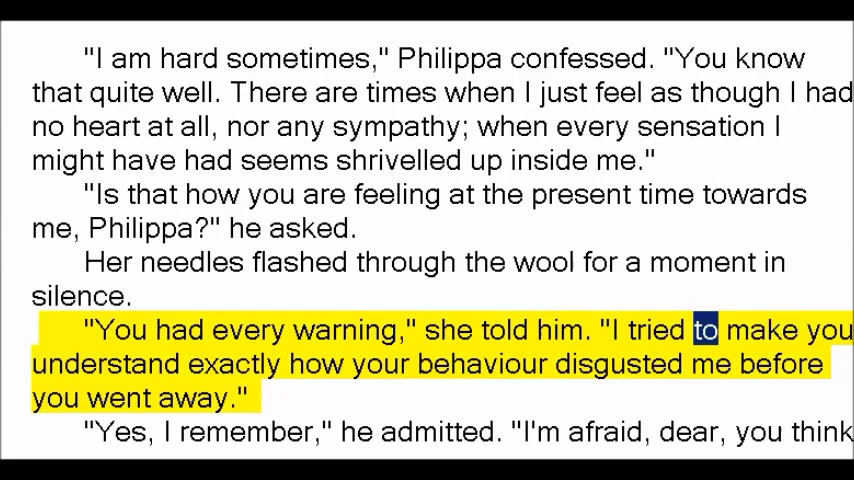 "I am hard sometimes," Philippa confessed. "You know
that quite well. There are times when I just feel as though I had
no heart at all, nor any sympathy; when every sensation I
might have had seems shrivelled up inside me."
"Is that how you are feeling at the present time towards
me, Philippa?" he asked.
Her needles flashed through the wool for a moment in
silence.
"You had every warning," she told him. "I tried to make you
understand exactly how your behaviour disgusted me before
you went away."
"Yes, I remember," he admitted. "I'm afraid, dear, you think